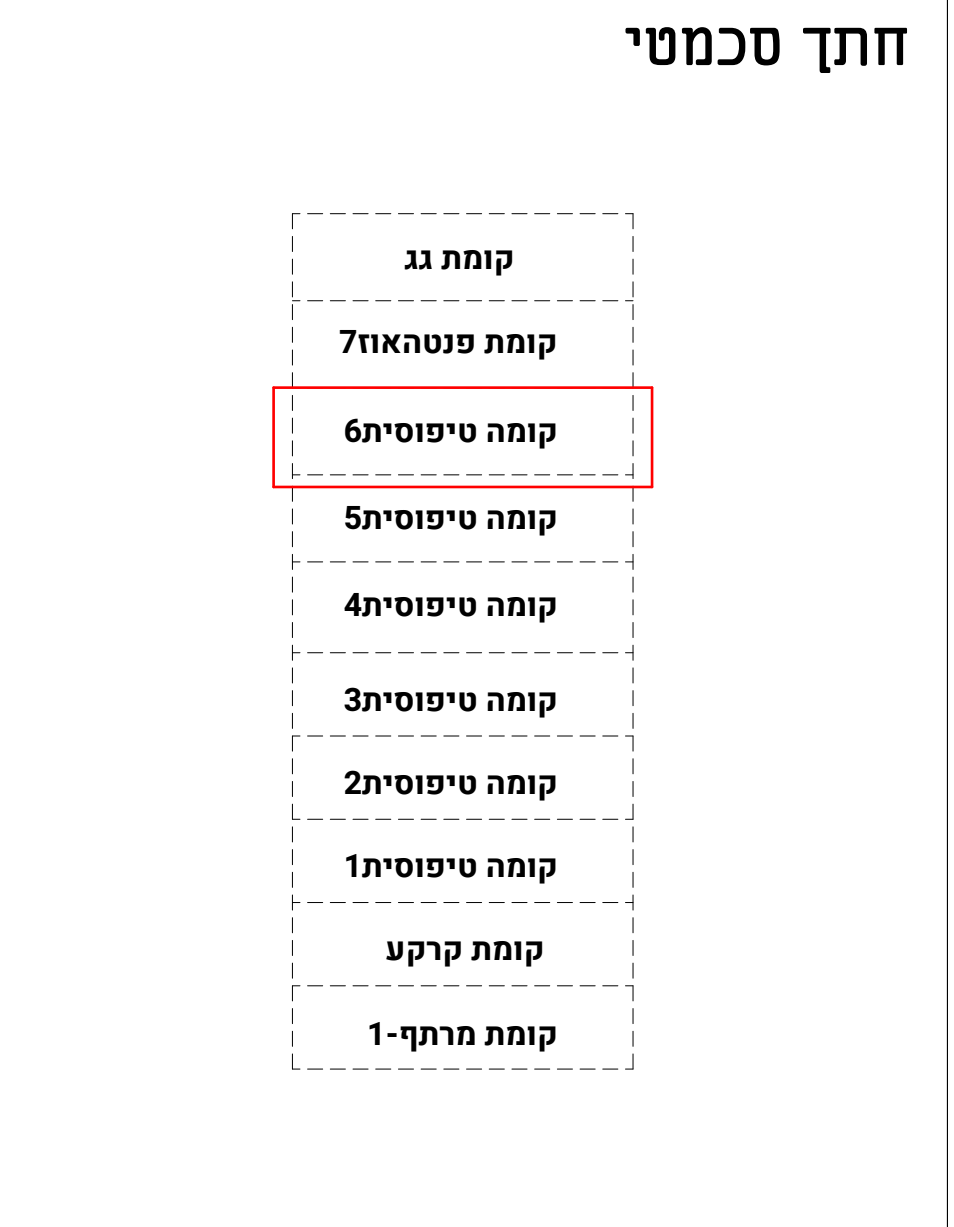 חתך סכמטי
קומת גג
קומת פנטהאוז7
קומה טיפוסית6
קומה טיפוסית5
קומה טיפוסית4
קומה טיפוסית3
קומה טיפוסית2
קומה טיפוסית1
קומת קרקע
קומת מרתף-1